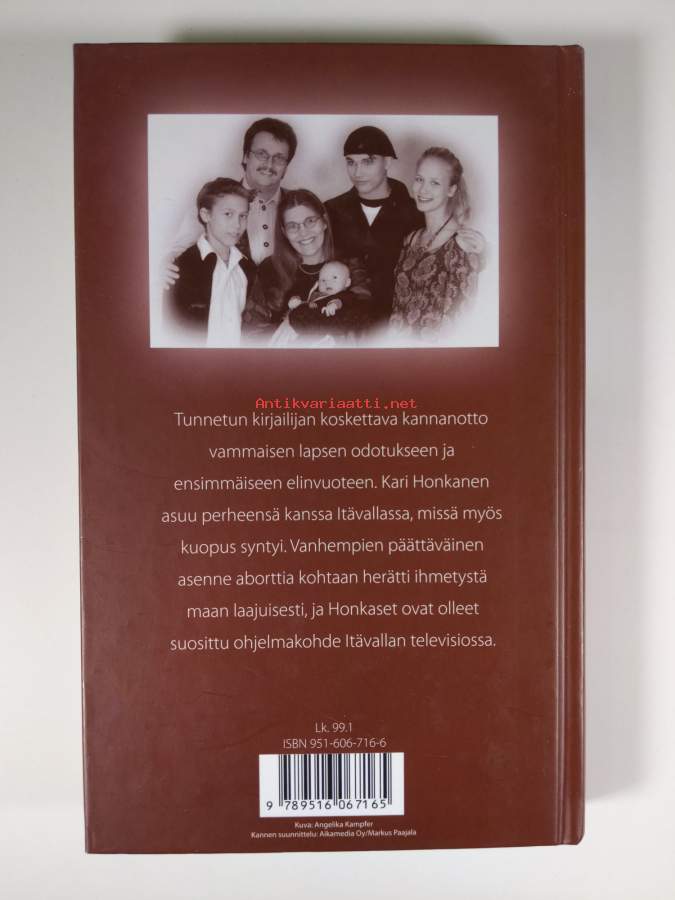 Antikvariaatti.net
Tunnetun kirjailijan koskettava kannanotto
vammaisen lapsen odotukseen ja
ensimmäiseen elinvuoteen. Kari Honkanen
asuu perheensä kanssa Itävallassa, missä myös
kuopus syntyi. Vanhempien päättäväinen
asenne aborttia kohtaan herätti ihmetystä
maan laajuisesti, ja Honkaset ovat olleet
suosittu ohjelmakohde Itävallan televisiossa.
Lk. 99.1
ISBN 951-606-716-6
9 789516 067165
Kuva: Angelika Kampfer
Kannen suunnittelu: Aikamedia Oy/Markus Paajala